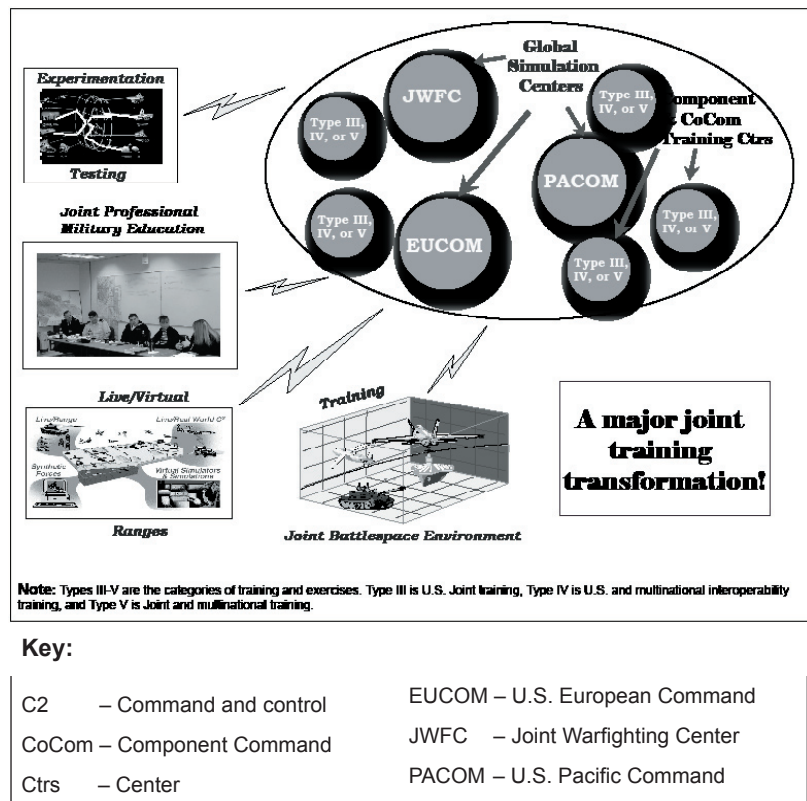 Global
Simulation
Centers
Experimentation
Testing
JWFC
Type III,
IV, or V
Type III,
IV, or V
Component
CoCom
Training Ctrs
PACOM
Joint Professional
Military Education
Type III,
IV, or V
EUCOM
Type III,
IV, or V
Type III,
IV, or V
Live/Virtual
Live/Range
Live/Real World C²
Synthetic
Forces
Virtual Simulators
& Simulations
Ranges
Training
Joint Battlespace Environment
A major joint
training
transformation!
Note: Types III-V are the categories of training and exercises. Type III is U.S. Joint training, Type IV is U.S. and multinational interoperability
training, and Type V is Joint and multinational training.
Key:
C2 – Command and control
CoCom – Component Command
Ctrs – Center
EUCOM – U.S. European Command
JWFC – Joint Warfighting Center
PACOM – U.S. Pacific Command